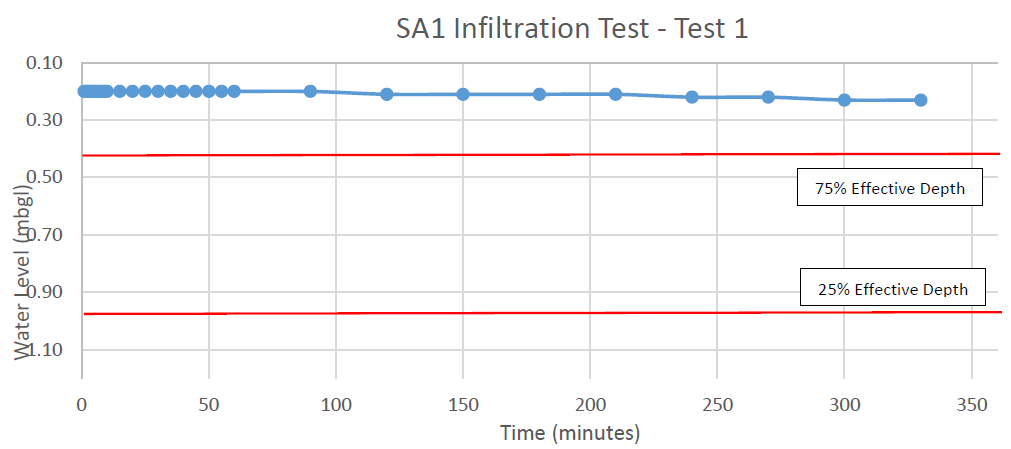 SA1 Infiltration Test - Test 1
0.10
0.30
0.50
0.70
0.90
1.10
Water Level (mbgl)
75% Effective Depth
25% Effective Depth
0 50 100 150 200 250 300 350
Time (minutes)